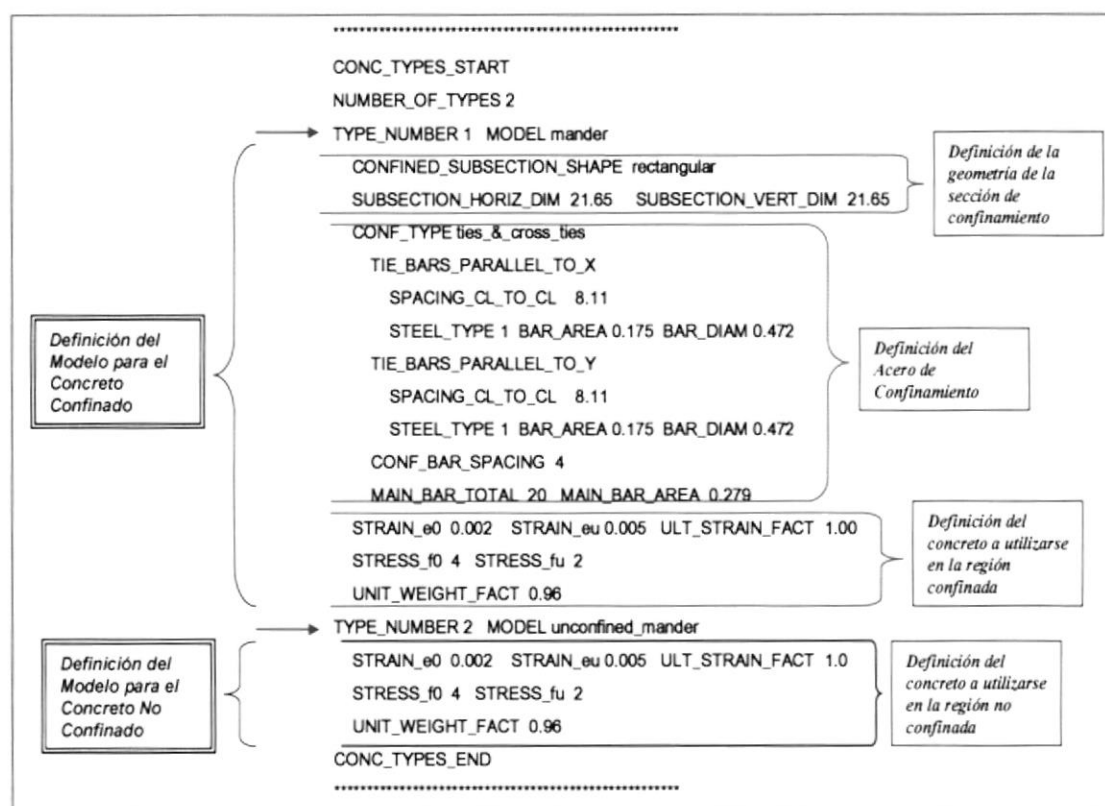 **************************************************
CONC_TYPES_START
NUMBER_OF_TYPES 2
TYPE_NUMBER 1 MODEL mander
CONFINED_SUBSECTION_SHAPE rectangular
SUBSECTION_HORIZ_DIM 21.65 SUBSECTION_VERT_DIM 21.65
Definición de la
geometría de la
sección de
confinamiento
CONF_TYPE ties_&_cross_ties
TIE_BARS_PARALLEL_TO_X
SPACING_CL_TO_CL 8.11
STEEL_TYPE 1 BAR_AREA 0.175 BAR_DIAM 0.472
TIE_BARS_PARALLEL_TO_Y
SPACING_CL_TO_CL 8.11
STEEL_TYPE 1 BAR_AREA 0.175 BAR_DIAM 0.472
CONF_BAR_SPACING 4
MAIN_BAR_TOTAL 20 MAIN_BAR_AREA 0.279
Definición del
Acero de
Confinamiento
Definición del
Modelo para el
Concreto
Confinado
STRAIN_e0 0.002 STRAIN_eu 0.005 ULT_STRAIN_FACT 1.00
STRESS_f0 4 STRESS_fu 2
UNIT_WEIGHT_FACT 0.96
Definición del
concreto a utilizarse
en la región
confinada
TYPE_NUMBER 2 MODEL unconfined_mander
STRAIN_e0 0.002 STRAIN_eu 0.005 ULT_STRAIN_FACT 1.0
STRESS_f0 4 STRESS_fu 2
UNIT_WEIGHT_FACT 0.96
Definición del
Modelo para el
Concreto No
Confinado
Definición del
concreto a utilizarse
en la región no
confinada
CONC_TYPES_END
**************************************************